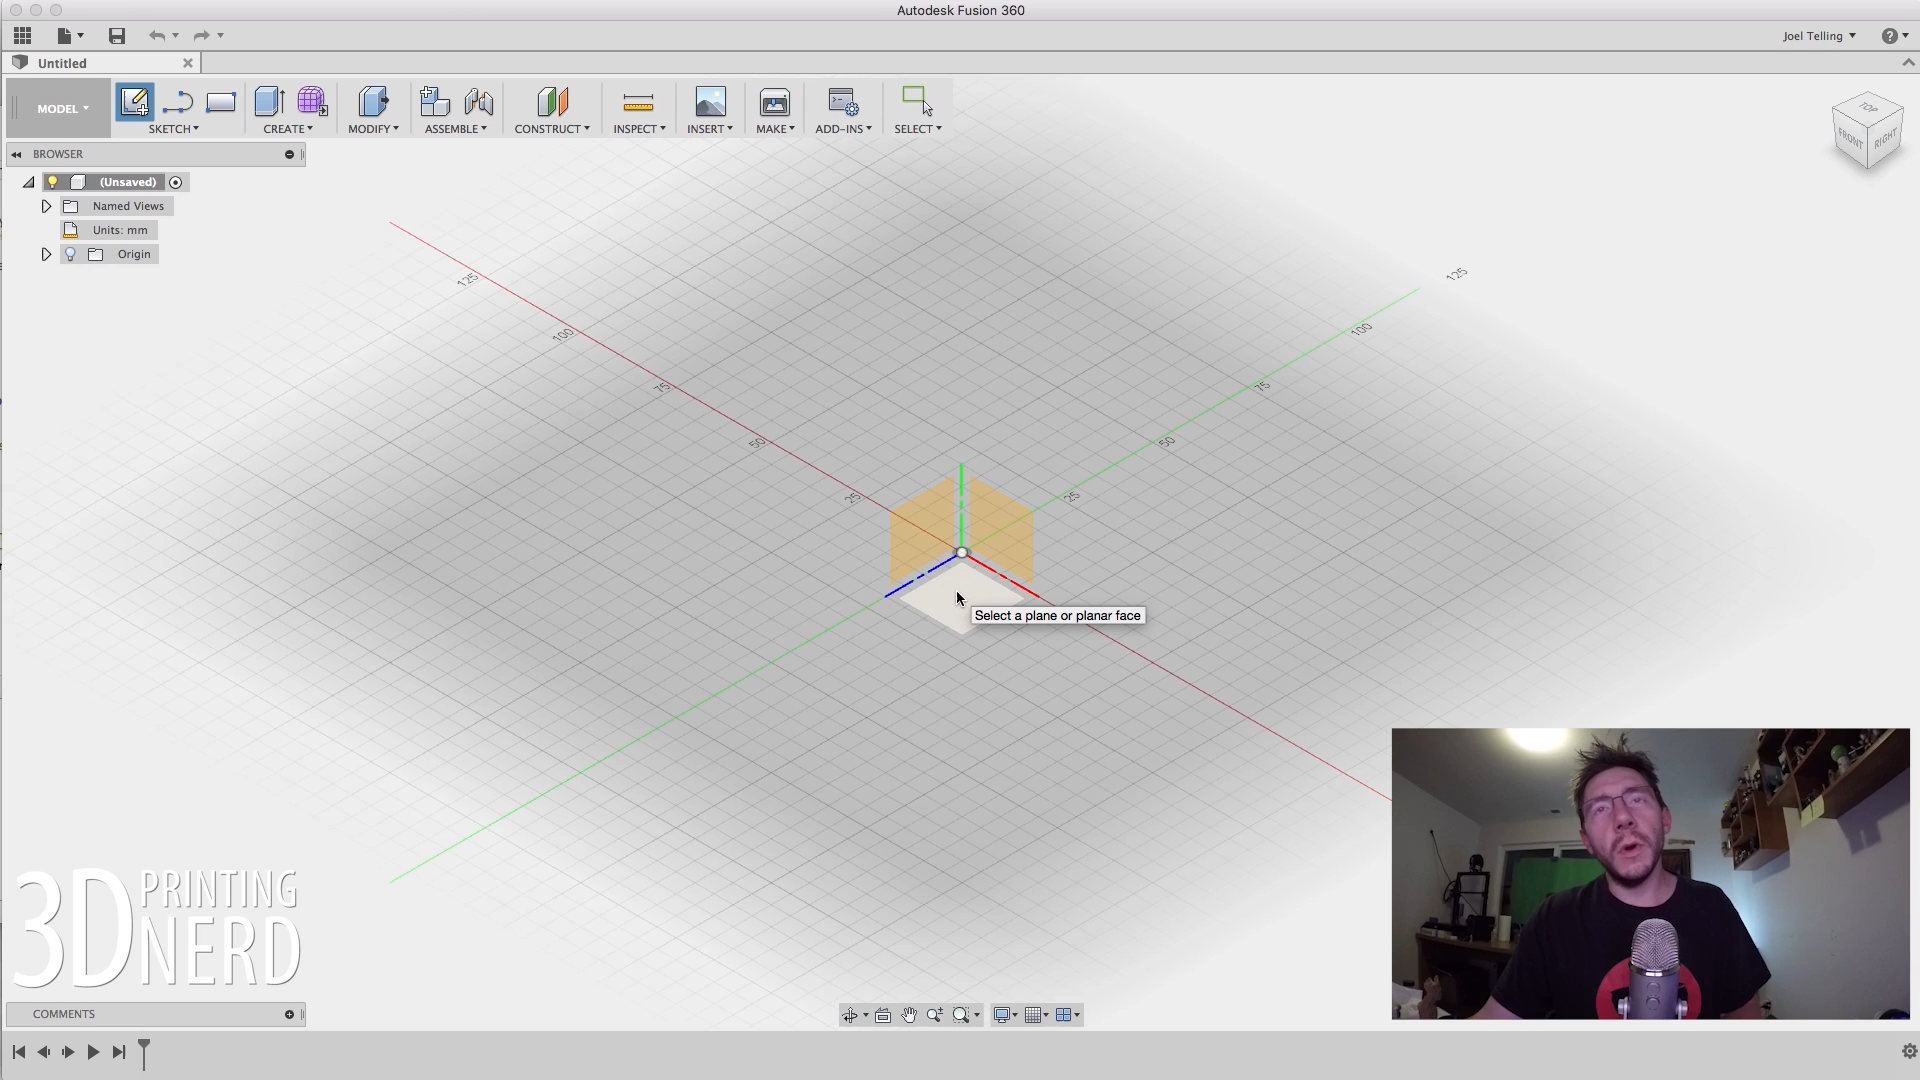 Autodesk Fusion 360
Joel Telling
Untitled
MODEL
SKETCH
CREATE
MODIFY
ASSEMBLE
CONSTRUCT
INSPECT
INSERT
MAKE
ADD-INS
SELECT
TOP
FRONT
RIGHT
BROWSER
(Unsaved)
Named Views
Units: mm
Origin
125
100
75
50
25
125
100
75
50
25
Select a plane or planar face
3D PRINTING
NERD
COMMENTS